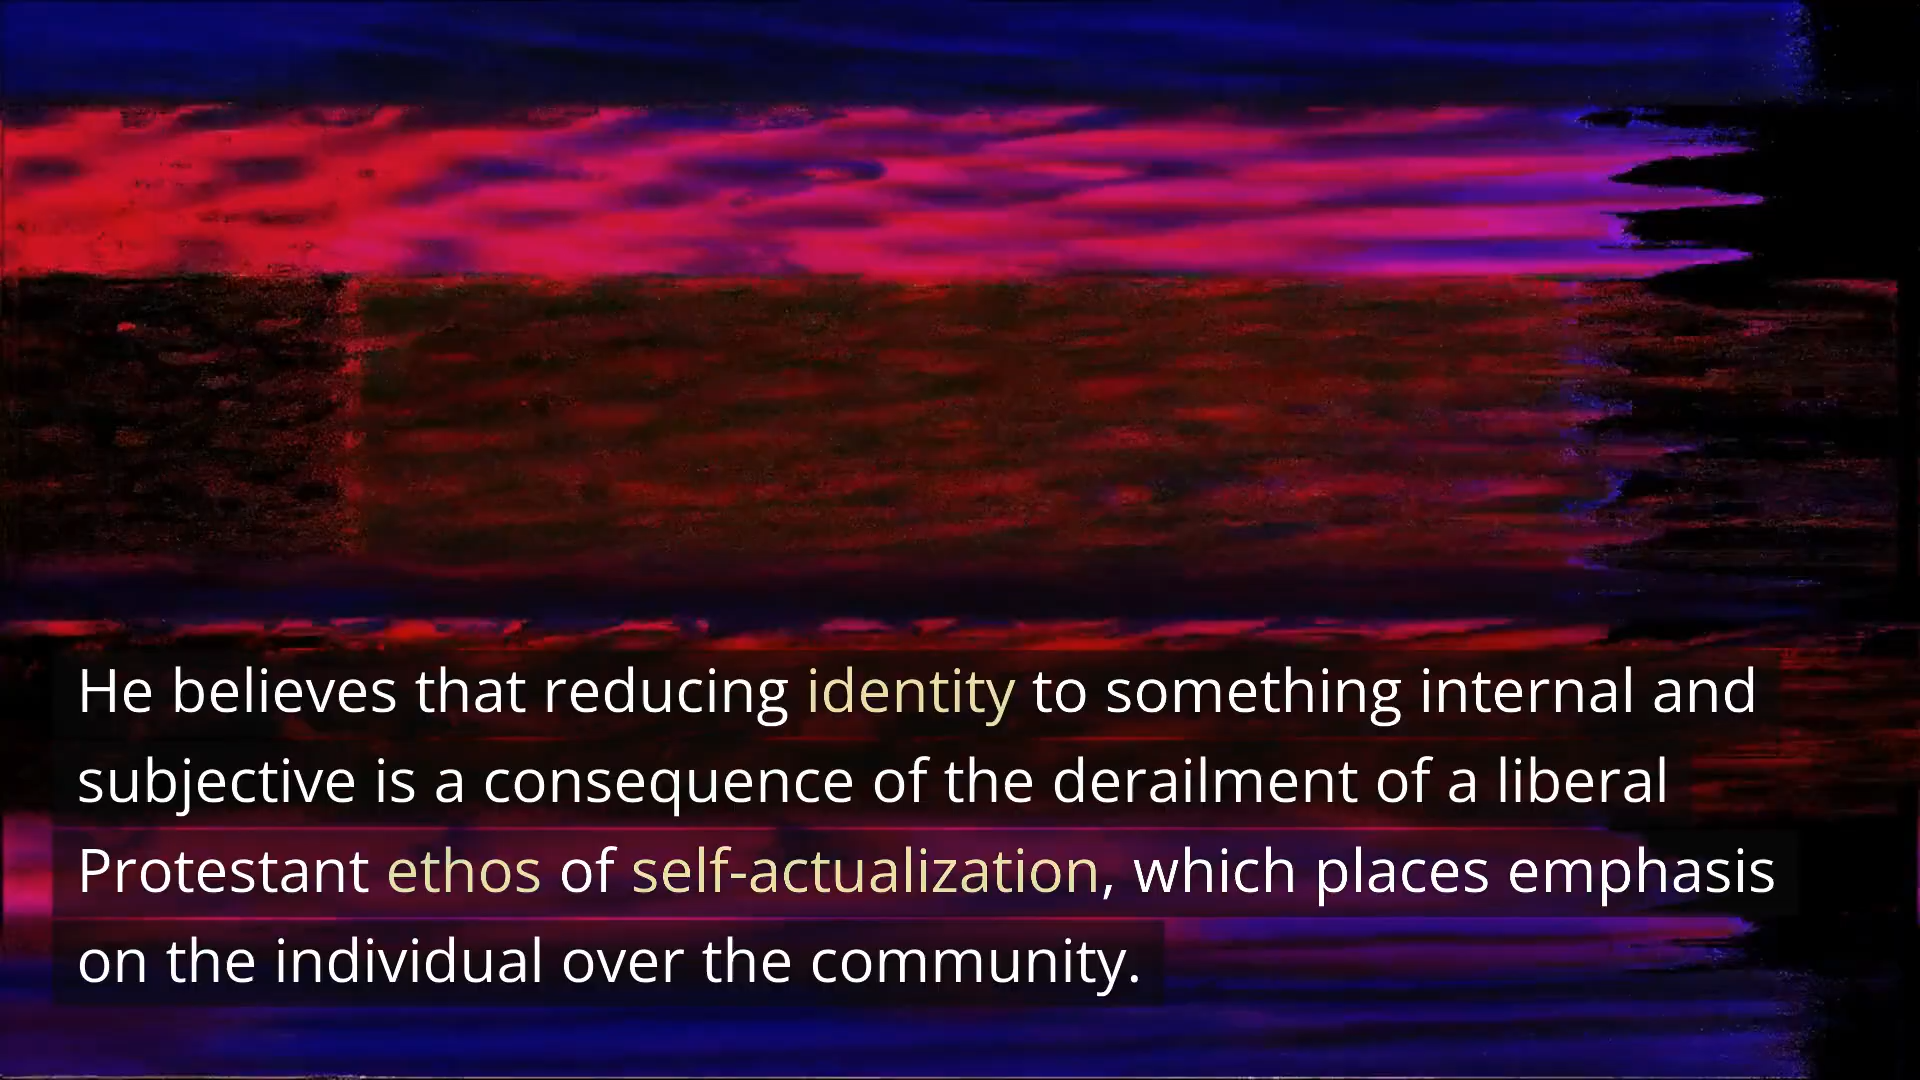 He believes that reducing identity to something internal and
subjective is a consequence of the derailment of a liberal
Protestant ethos of self-actualization, which places emphasis
on the individual over the community.